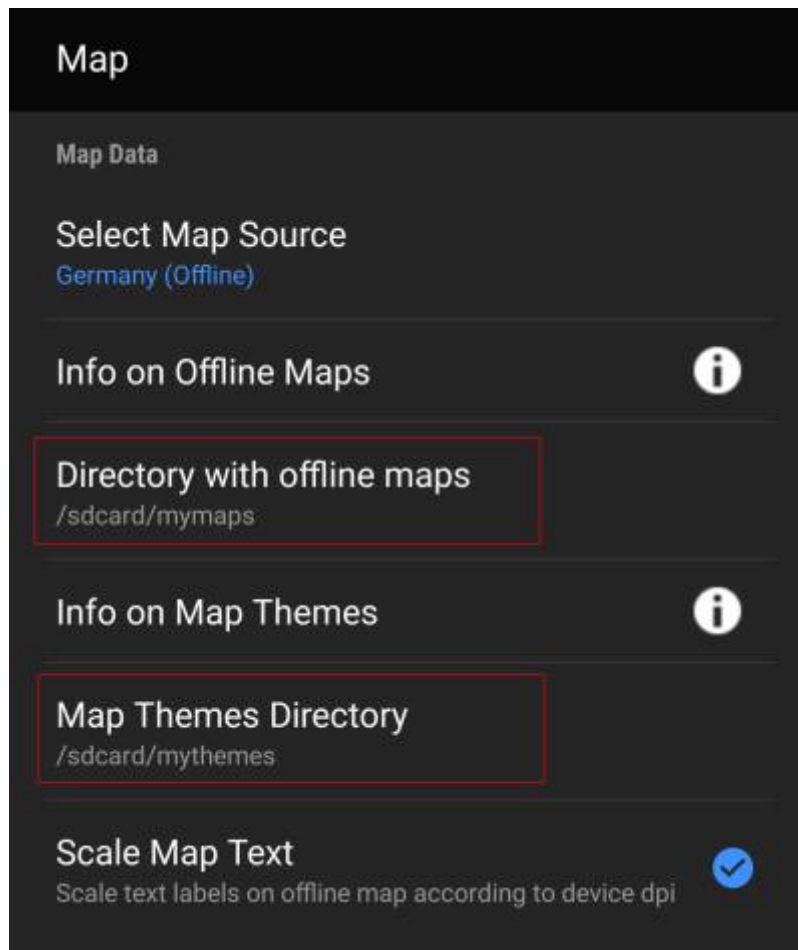 Map
Map Data
Select Map Source
Germany (Offline)
Info on Offline Maps
Directory with offline maps
/sdcard/mymaps
Info on Map Themes
Map Themes Directory
/sdcard/mythemes
Scale Map Text
Scale text labels on offline map according to device dpi